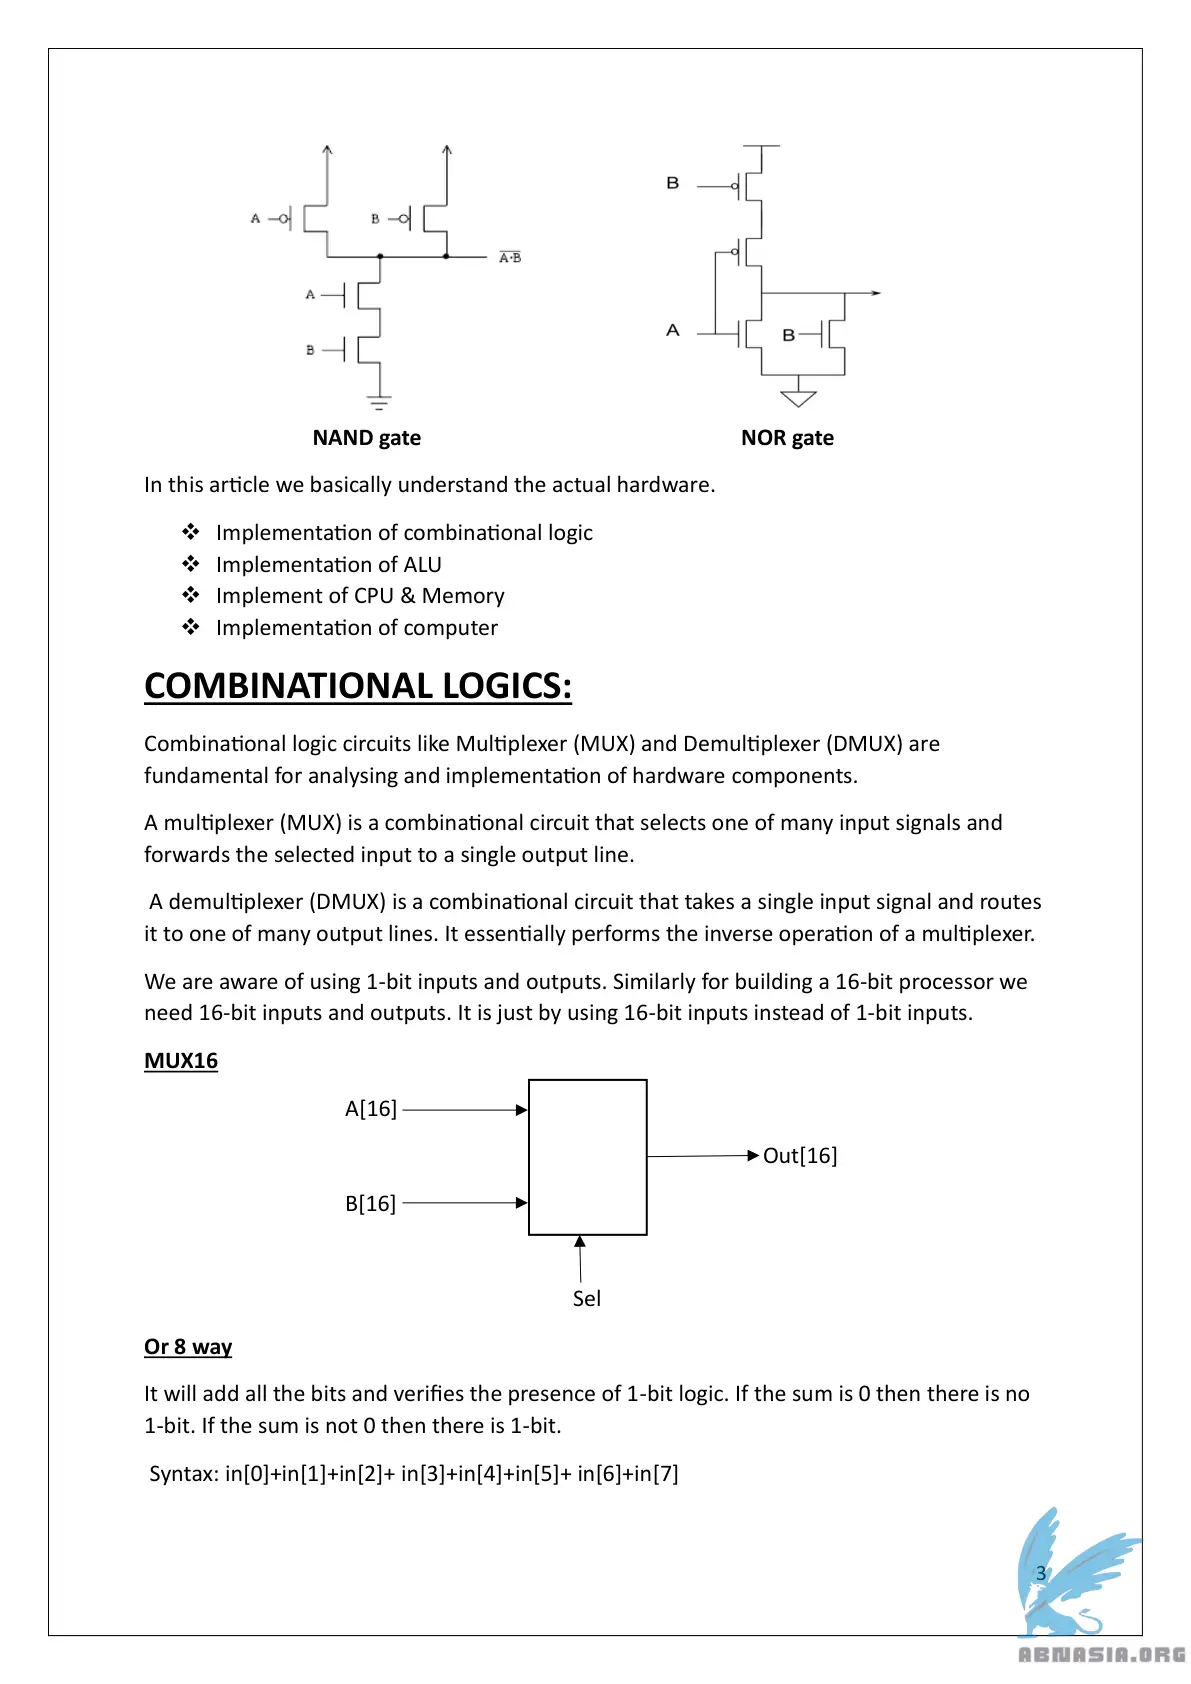 A
B
A·B
A
B
B
A
B
NAND gate
NOR gate
In this article we basically understand the actual hardware.
❖ Implementation of combinational logic
❖ Implementation of ALU
❖ Implement of CPU & Memory
❖ Implementation of computer
COMBINATIONAL LOGICS:
Combinational logic circuits like Multiplexer (MUX) and Demultiplexer (DMUX) are
fundamental for analysing and implementation of hardware components.
A multiplexer (MUX) is a combinational circuit that selects one of many input signals and
forwards the selected input to a single output line.
A demultiplexer (DMUX) is a combinational circuit that takes a single input signal and routes
it to one of many output lines. It essentially performs the inverse operation of a multiplexer.
We are aware of using 1-bit inputs and outputs. Similarly for building a 16-bit processor we
need 16-bit inputs and outputs. It is just by using 16-bit inputs instead of 1-bit inputs.
MUX16
A[16]
Out[16]
B[16]
Sel
Or 8 way
It will add all the bits and verifies the presence of 1-bit logic. If the sum is 0 then there is no
1-bit. If the sum is not 0 then there is 1-bit.
Syntax: in[0]+in[1]+in[2]+ in[3]+in[4]+in[5]+ in[6]+in[7]
3
ABNASIA.ORG